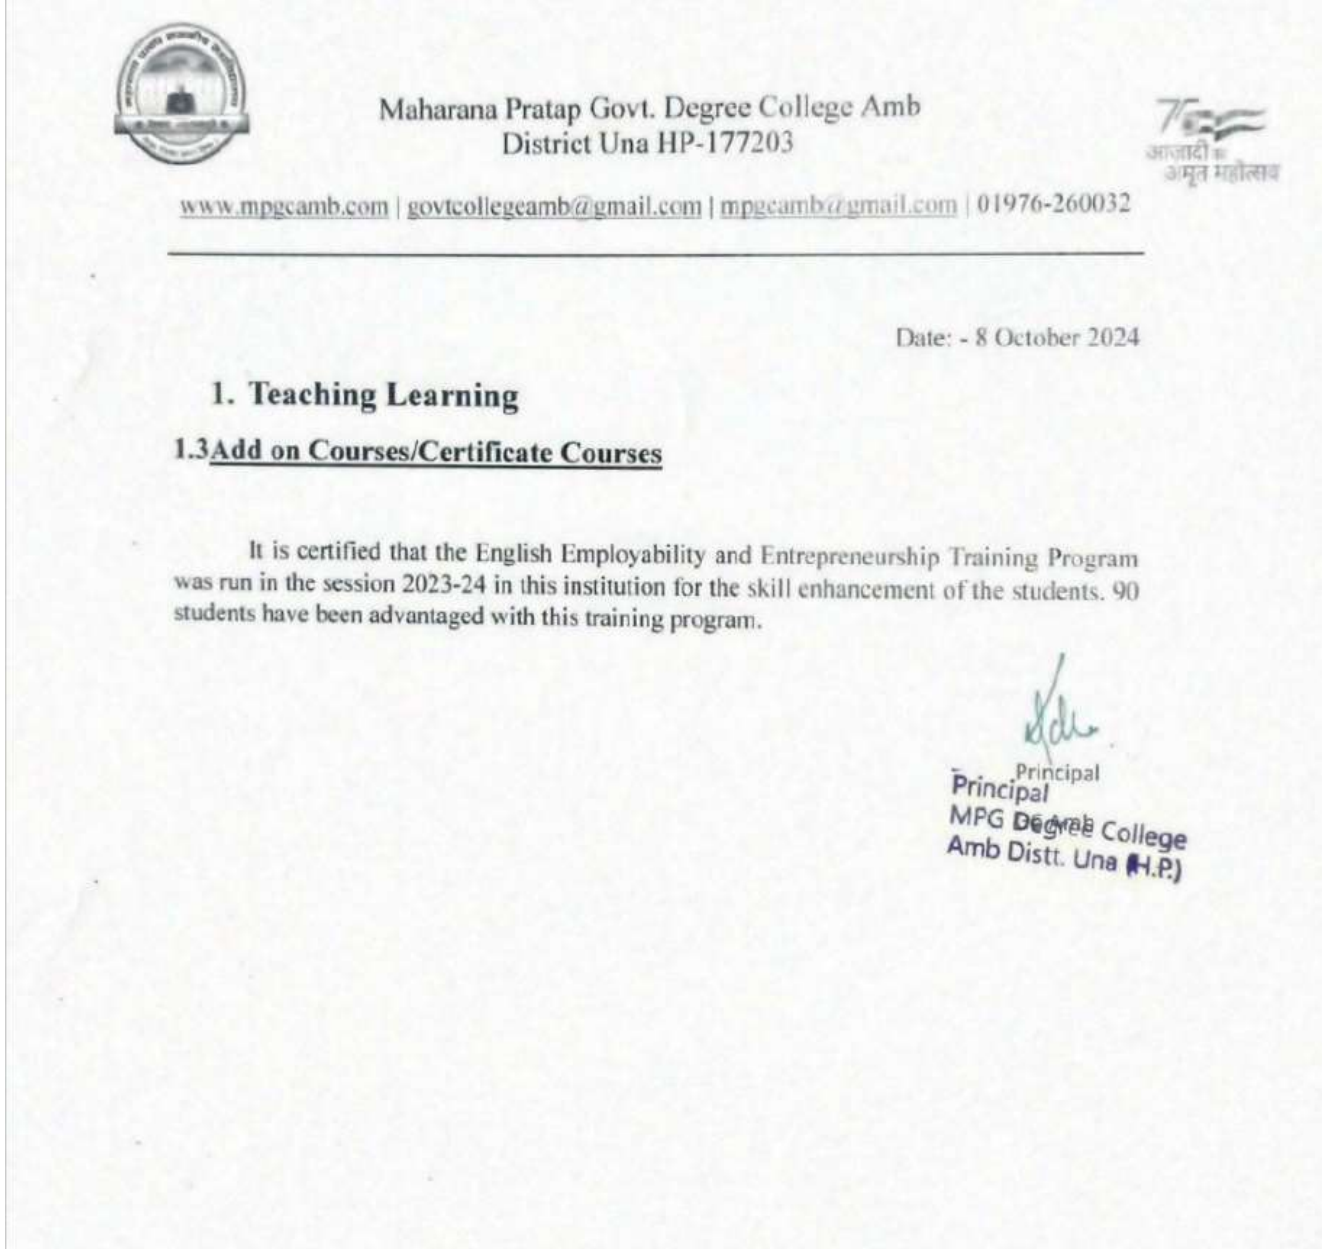 Maharana Pratap Govt. Degree College Amb
District Una HP-177203
आज़ादी का
अमृत महोत्सव
www.mpgcamb.com | govtcollegeamb@gmail.com | mpgcamb@gmail.com | 01976-260032
Date: - 8 October 2024
1. Teaching Learning
1.3Add on Courses/Certificate Courses
It is certified that the English Employability and Entrepreneurship Training Program
was run in the session 2023-24 in this institution for the skill enhancement of the students. 90
students have been advantaged with this training program.
Principal
Principal
MPG Degree College
Amb Distt. Una (H.P.)